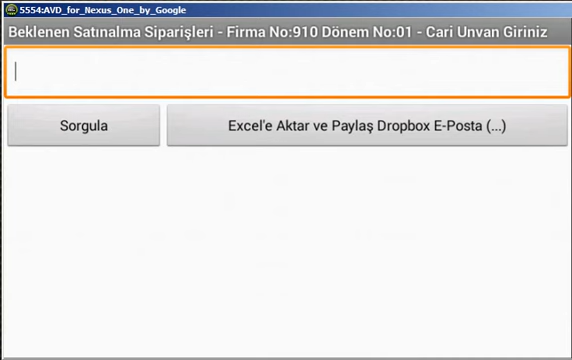 5554:AVD_for_Nexus_One_by_Google
Beklenen Satınalma Siparişleri - Firma No:910 Dönem No:01 - Cari Unvan Giriniz
Sorgula
Excel'e Aktar ve Paylaş Dropbox E-Posta (...)